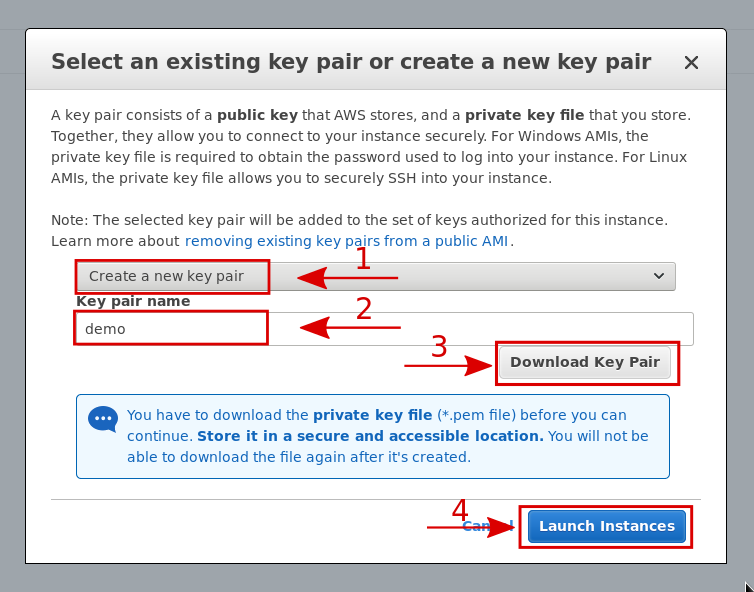 Select an existing key pair or create a new key pair
A key pair consists of a public key that AWS stores, and a private key file that you store.
Together, they allow you to connect to your instance securely. For Windows AMIs, the
private key file is required to obtain the password used to log into your instance. For Linux
AMIs, the private key file allows you to securely SSH into your instance.
Note: The selected key pair will be added to the set of keys authorized for this instance.
Learn more about removing existing key pairs from a public AMI.
1
Create a new key pair
Key pair name
2
demo
3
Download Key Pair
You have to download the private key file (*.pem file) before you can
continue. Store it in a secure and accessible location. You will not be
able to download the file again after it's created.
4
Cancel
Launch Instances